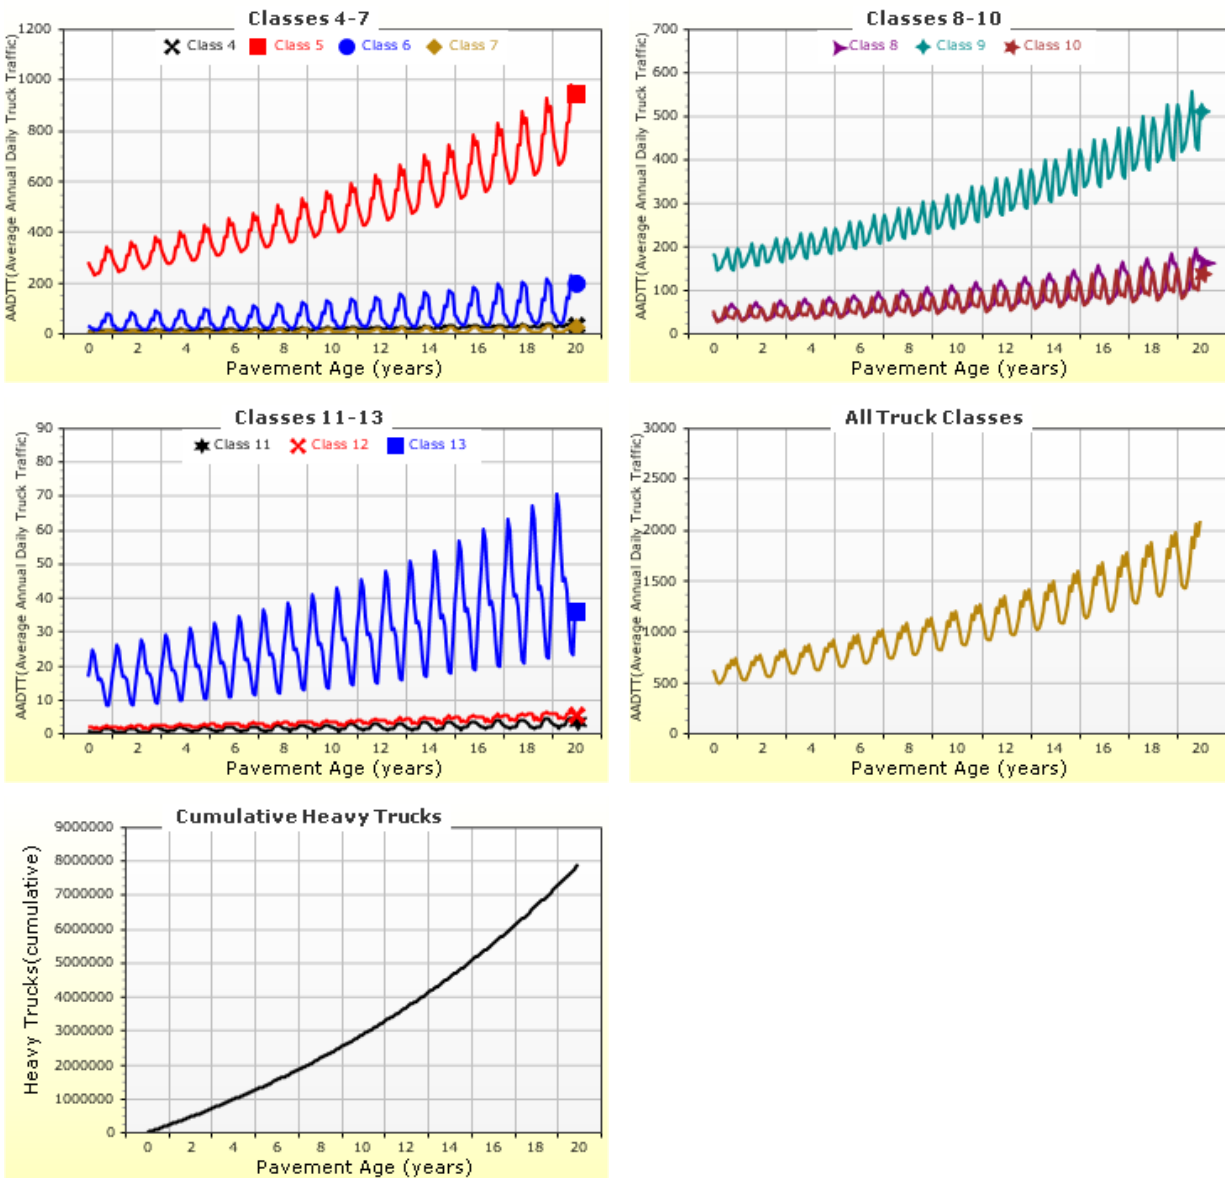 Classes 4-7
Class 4 Class 5 Class 6 Class 7
AADTT(Average Annual Daily Truck Traffic)
1200
1000
800
600
400
200
0
0 2 4 6 8 10 12 14 16 18 20
Pavement Age (years)
Classes 8-10
Class 8 Class 9 Class 10
AADTT(Average Annual Daily Truck Traffic)
700
600
500
400
300
200
100
0
0 2 4 6 8 10 12 14 16 18 20
Pavement Age (years)
Classes 11-13
Class 11 Class 12 Class 13
AADTT(Average Annual Daily Truck Traffic)
90
80
70
60
50
40
30
20
10
0
0 2 4 6 8 10 12 14 16 18 20
Pavement Age (years)
All Truck Classes
AADTT(Average Annual Daily Truck Traffic)
3000
2500
2000
1500
1000
500
0
0 2 4 6 8 10 12 14 16 18 20
Pavement Age (years)
Cumulative Heavy Trucks
Heavy Trucks(cumulative)
9000000
8000000
7000000
6000000
5000000
4000000
3000000
2000000
1000000
0
0 2 4 6 8 10 12 14 16 18 20
Pavement Age (years)